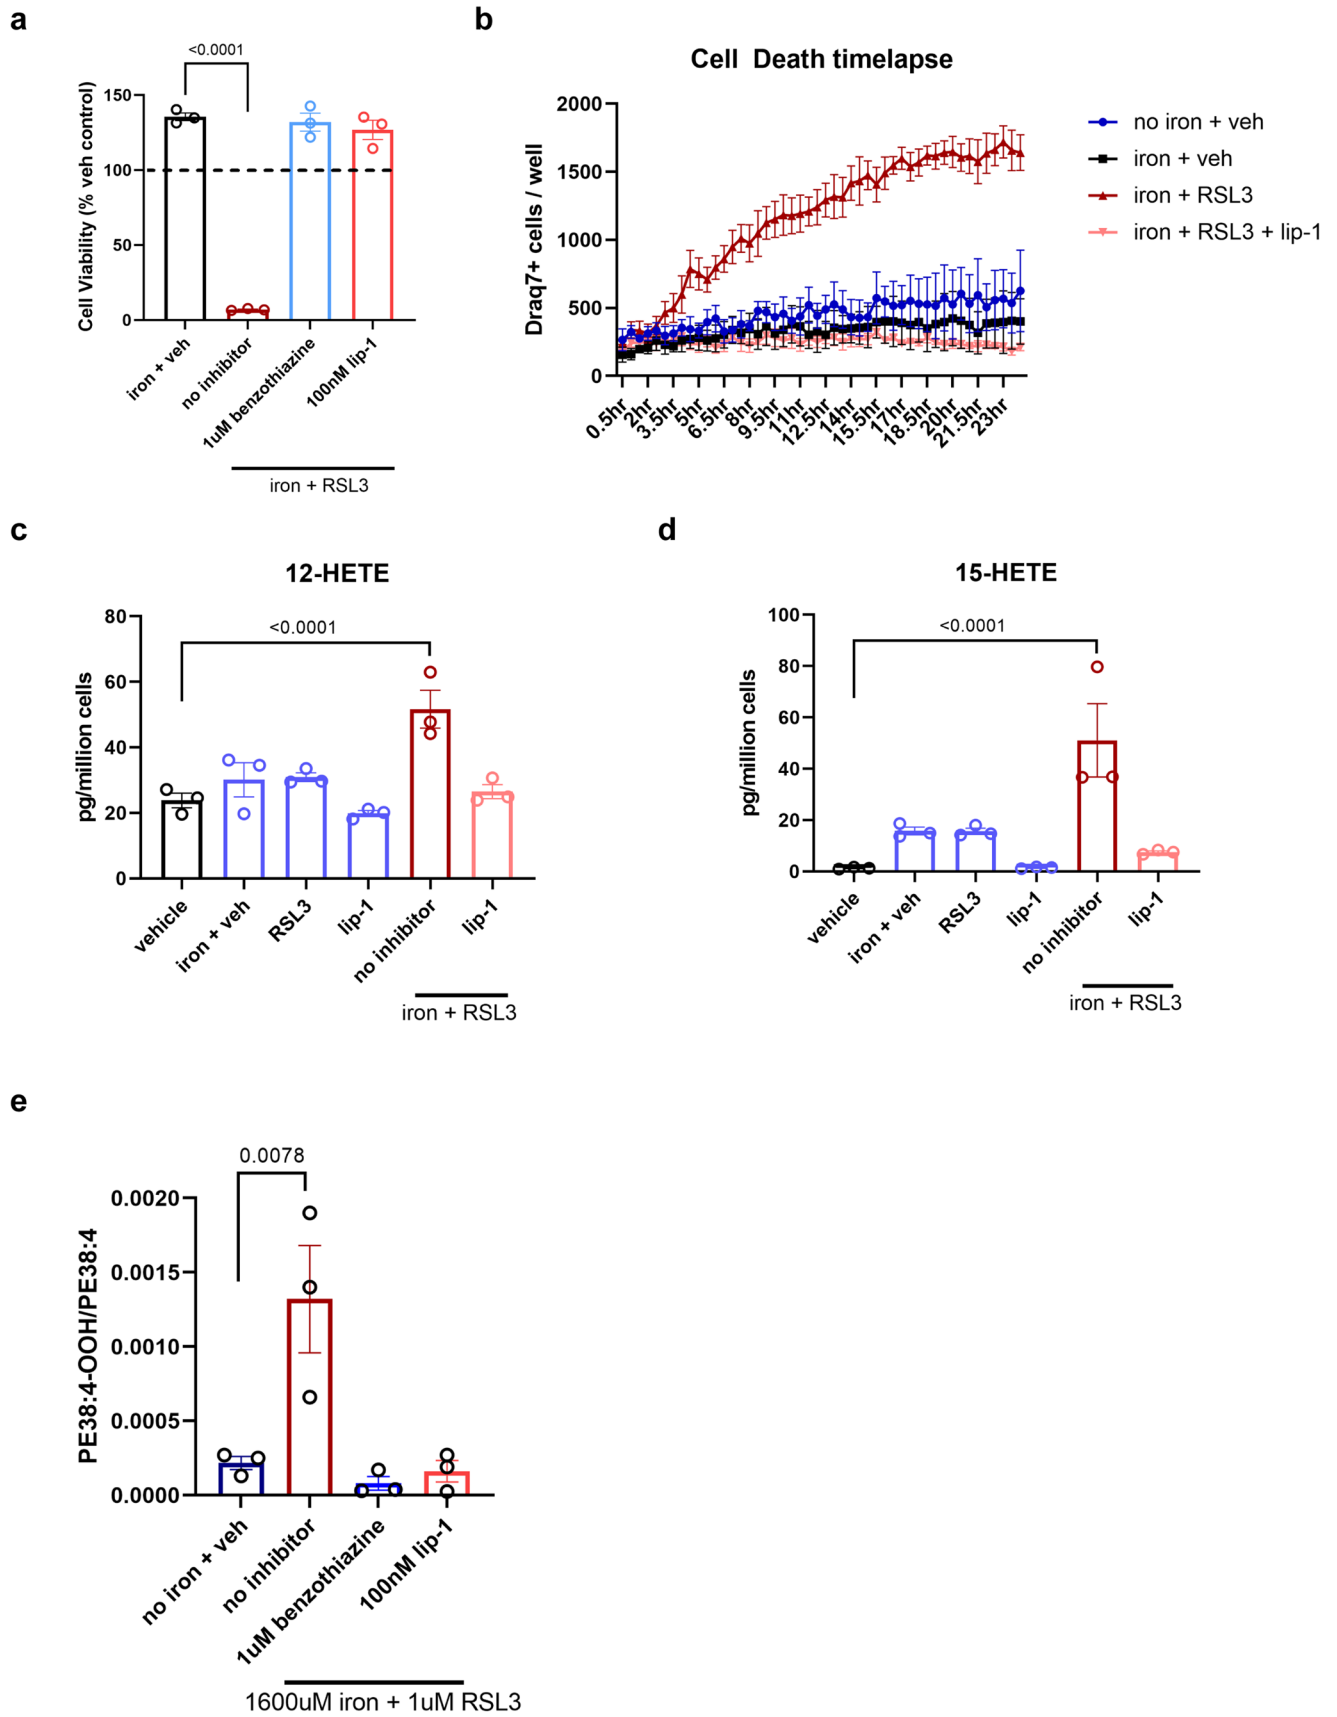 a
<0.0001
Cell Viability (% veh control)
150
100
50
0
iron + veh
no inhibitor
1uM benzothiazine
100nM lip-1
iron + RSL3
b
Cell Death timelapse
Draq7+ cells / well
2000
1500
1000
500
0
0.5hr
2hr
3.5hr
5hr
6.5hr
8hr
9.5hr
11hr
12.5hr
14hr
15.5hr
17hr
18.5hr
20hr
21.5hr
23hr
no iron + veh
iron + veh
iron + RSL3
iron + RSL3 + lip-1
c
12-HETE
<0.0001
pg/million cells
80
60
40
20
0
vehicle
iron + veh
RSL3
lip-1
no inhibitor
lip-1
iron + RSL3
d
15-HETE
<0.0001
pg/million cells
100
80
60
40
20
0
vehicle
iron + veh
RSL3
lip-1
no inhibitor
lip-1
iron + RSL3
e
0.0078
PE38:4-OOH/PE38:4
0.0020
0.0015
0.0010
0.0005
0.0000
no iron + veh
no inhibitor
1uM benzothiazine
100nM lip-1
1600uM iron + 1uM RSL3